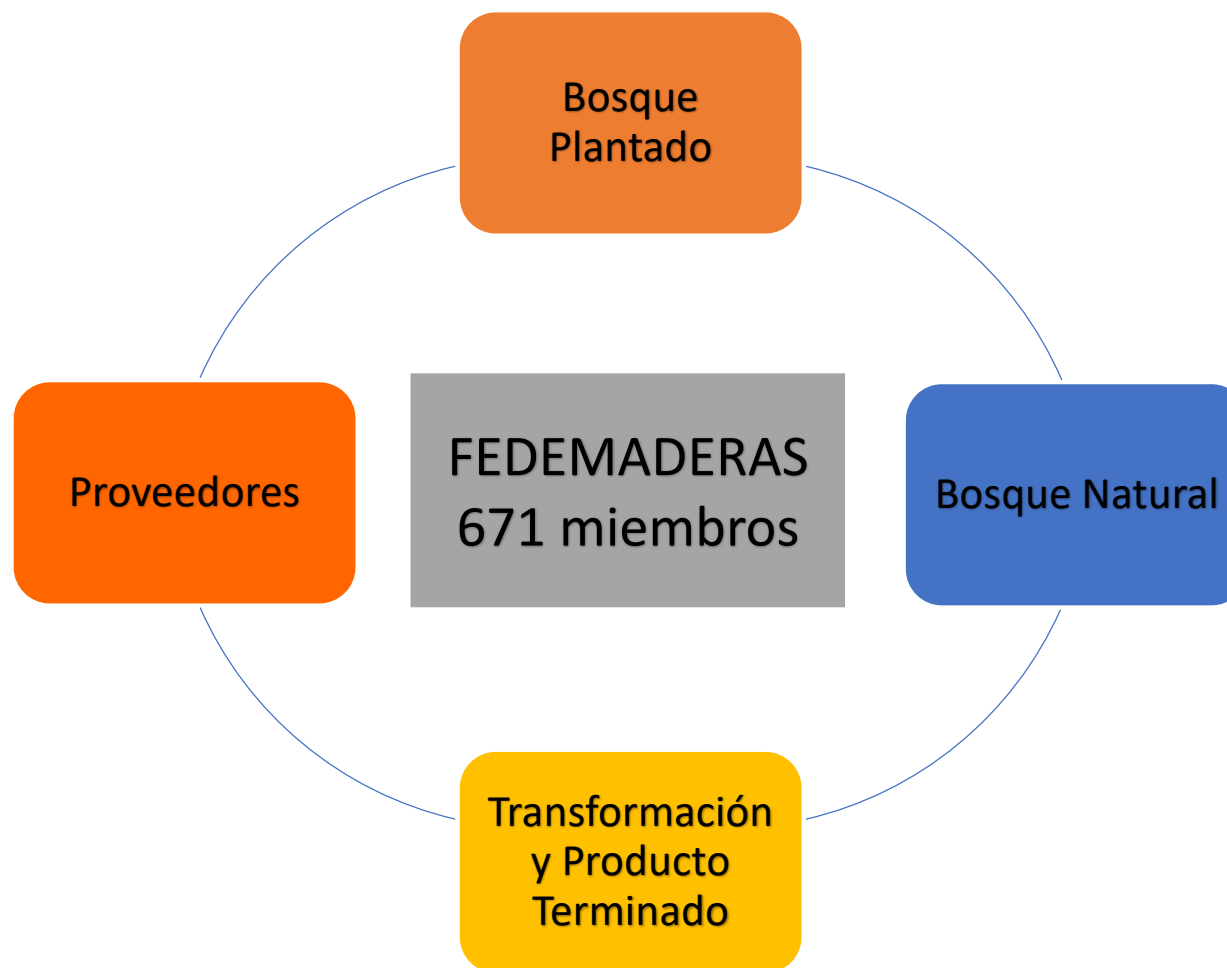 Bosque
Plantado
Proveedores
FEDEMADERAS
671 miembros
Bosque Natural
Transformación
y Producto
Terminado